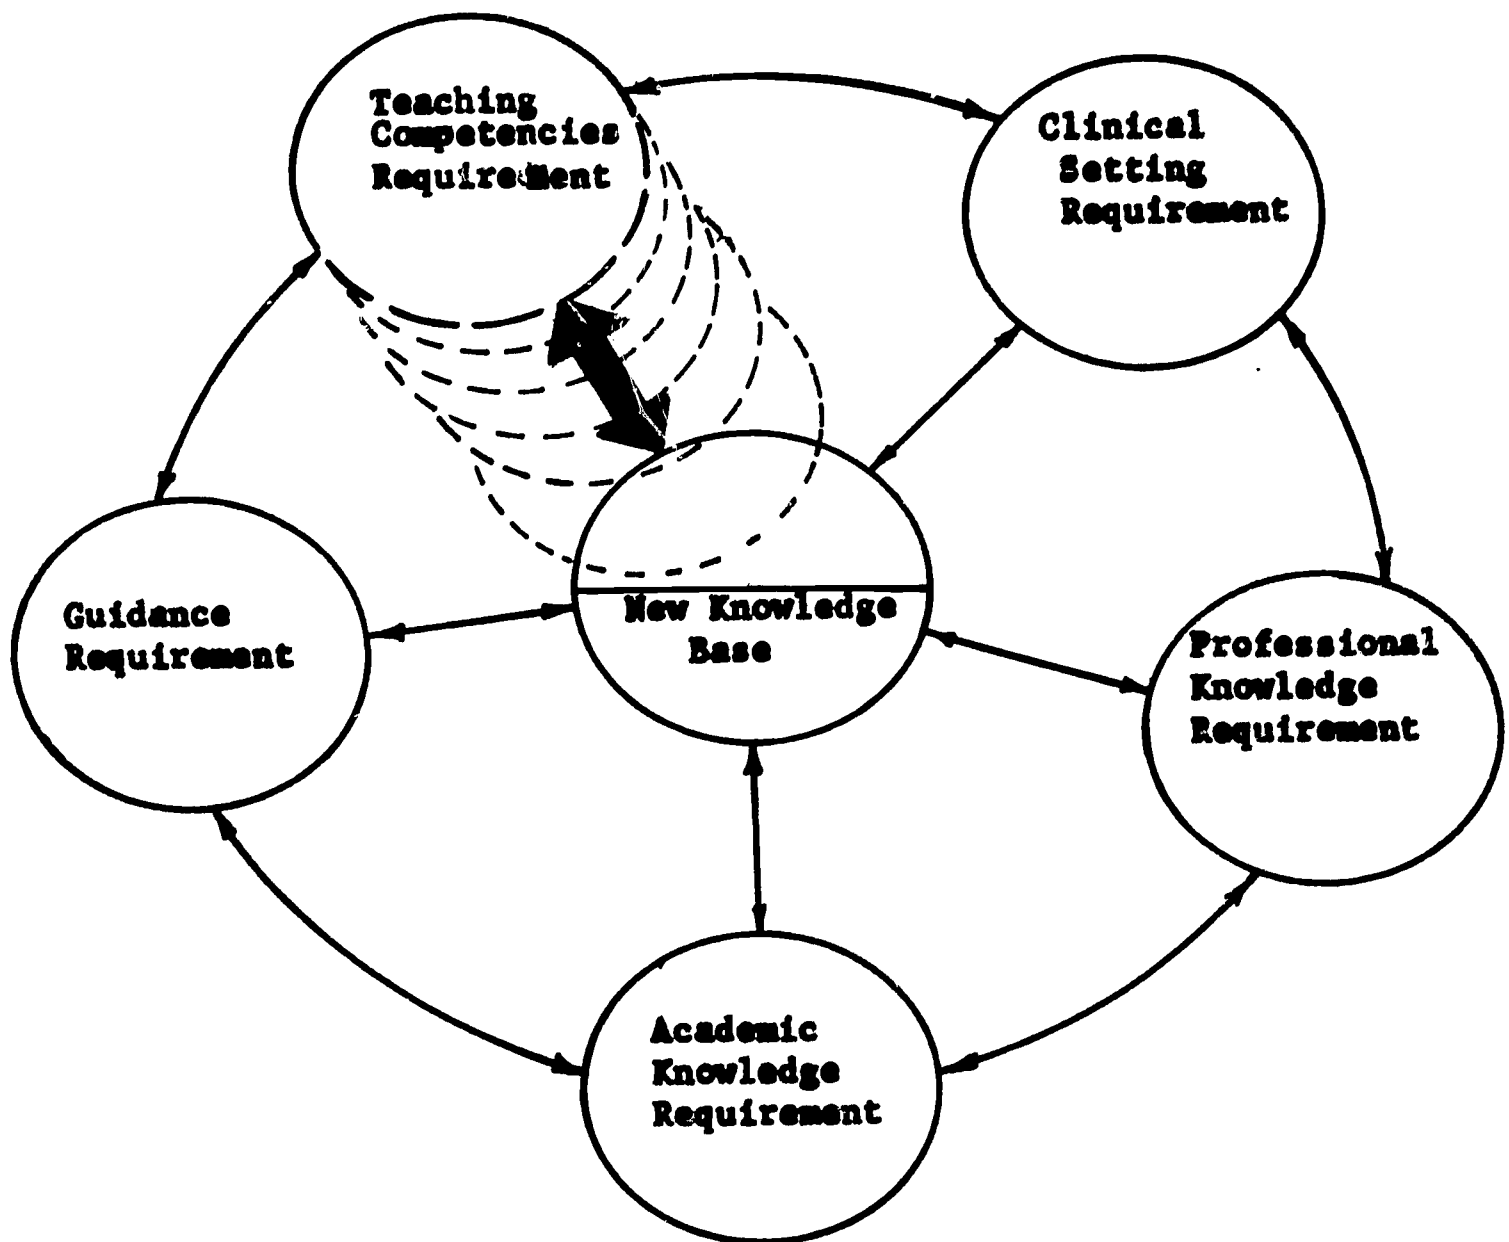 Teaching
Competencies
Requirement
Clinical
Setting
Requirement
Guidance
Requirement
New Knowledge
Base
Professional
Knowledge
Requirement
Academic
Knowledge
Requirement